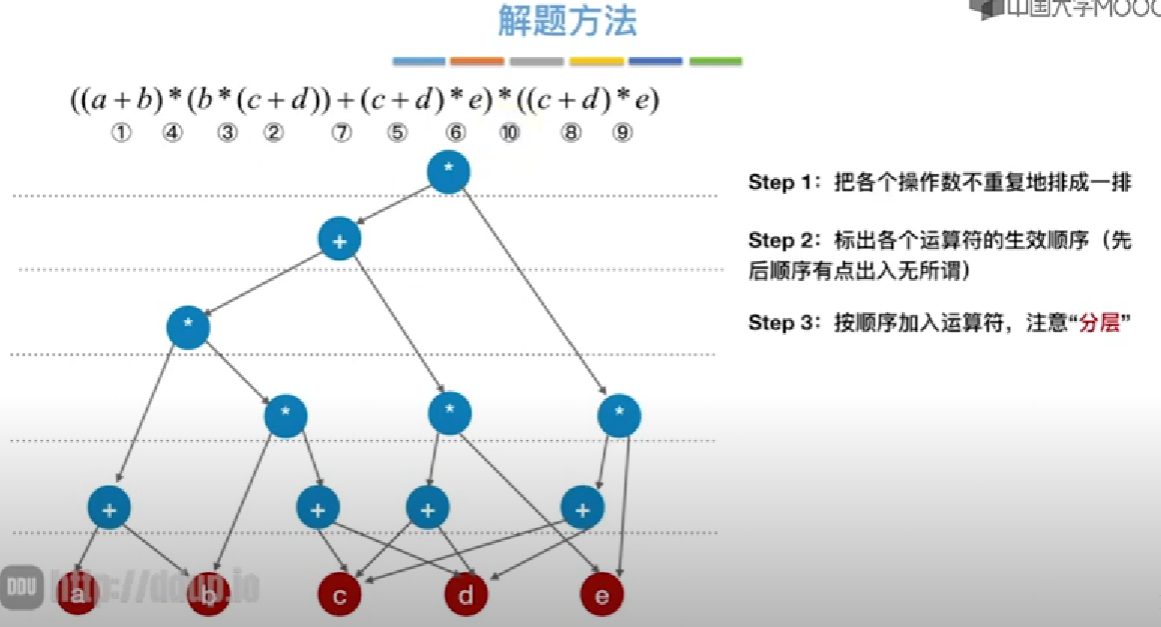 中国大学MOOC
解题方法
((a+b)*(b*(c+d))+(c+d)*e)*((c+d)*e)
① ④ ③ ② ⑦ ⑤ ⑥ ⑩ ⑧ ⑨
*
+
*
* * *
+ + + +
a b c d e
Step 1：把各个操作数不重复地排成一排
Step 2：标出各个运算符的生效顺序（先
后顺序有点出入无所谓）
Step 3：按顺序加入运算符，注意“分层”
DDU